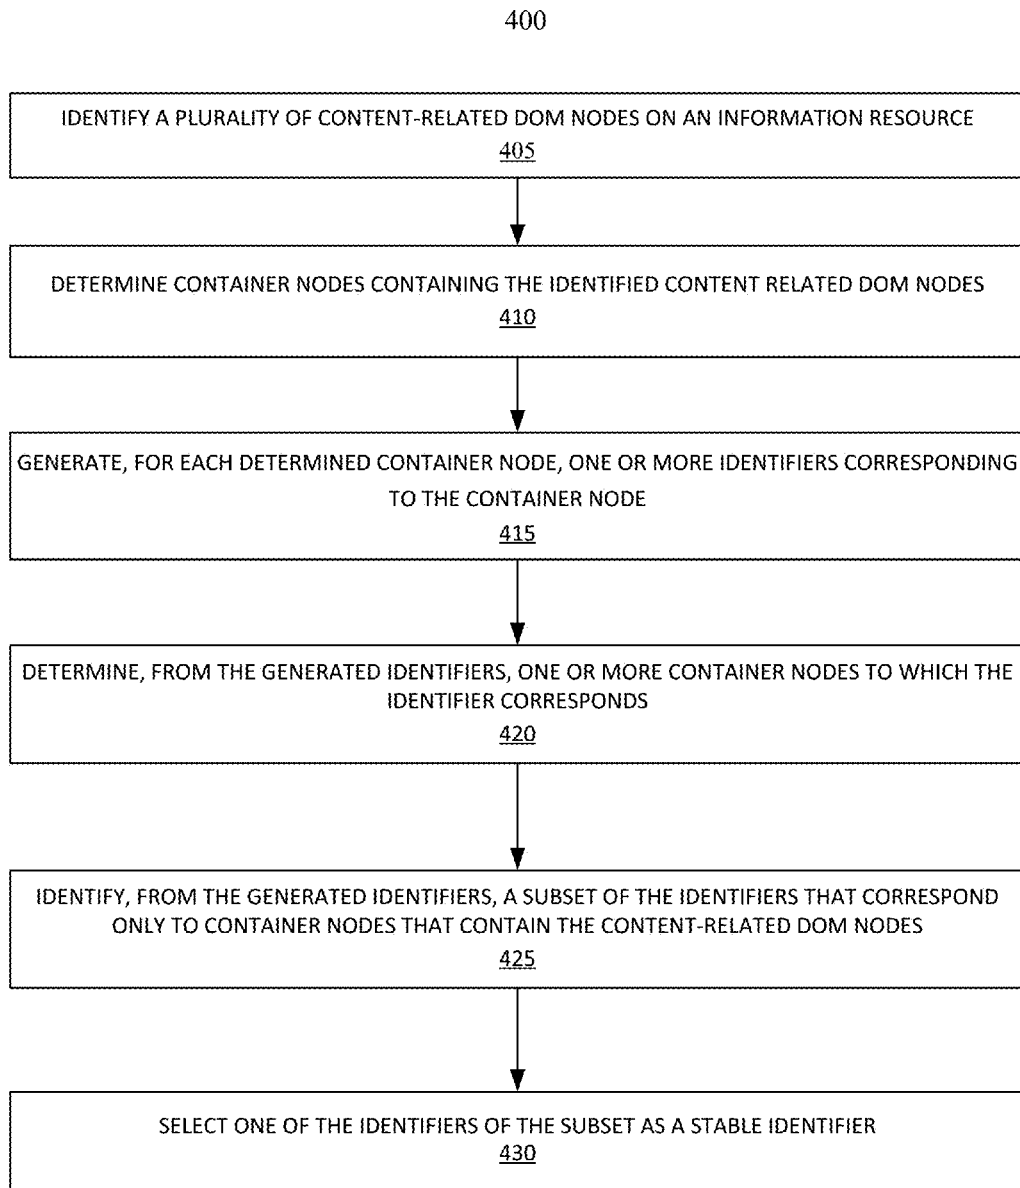 400
IDENTIFY A PLURALITY OF CONTENT-RELATED DOM NODES ON AN INFORMATION RESOURCE
405
DETERMINE CONTAINER NODES CONTAINING THE IDENTIFIED CONTENT RELATED DOM NODES
410
GENERATE, FOR EACH DETERMINED CONTAINER NODE, ONE OR MORE IDENTIFIERS CORRESPONDING
TO THE CONTAINER NODE
415
DETERMINE, FROM THE GENERATED IDENTIFIERS, ONE OR MORE CONTAINER NODES TO WHICH THE
IDENTIFIER CORRESPONDS
420
IDENTIFY, FROM THE GENERATED IDENTIFIERS, A SUBSET OF THE IDENTIFIERS THAT CORRESPOND
ONLY TO CONTAINER NODES THAT CONTAIN THE CONTENT-RELATED DOM NODES
425
SELECT ONE OF THE IDENTIFIERS OF THE SUBSET AS A STABLE IDENTIFIER
430